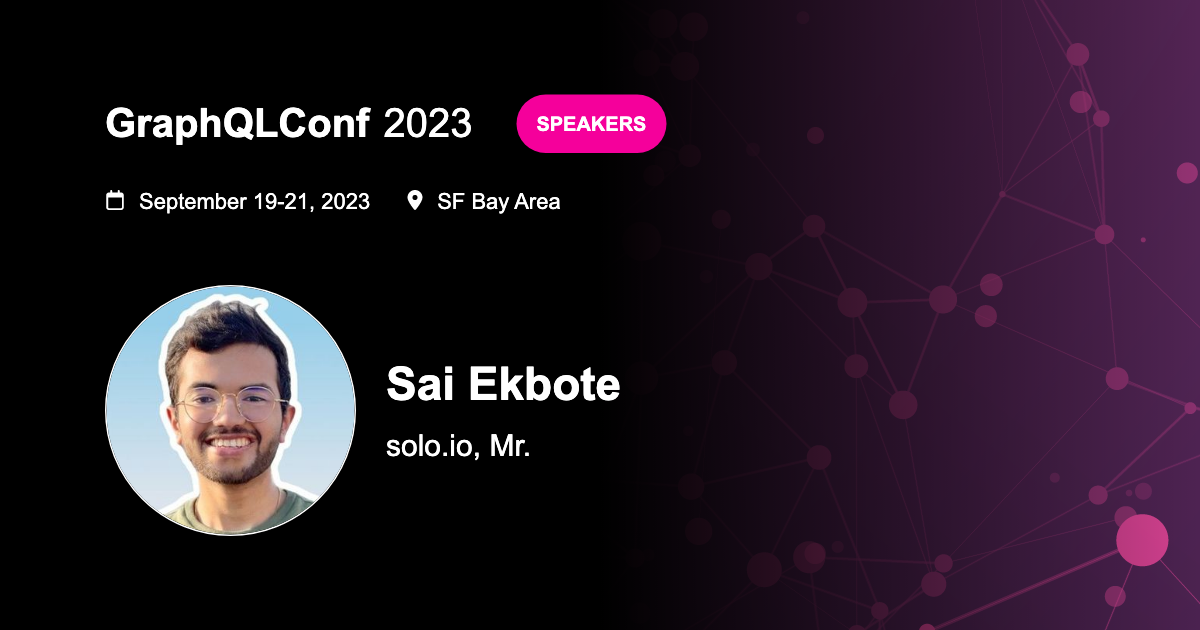 GraphQLConf 2023 SPEAKERS
September 19-21, 2023 SF Bay Area
Sai Ekbote
solo.io, Mr.